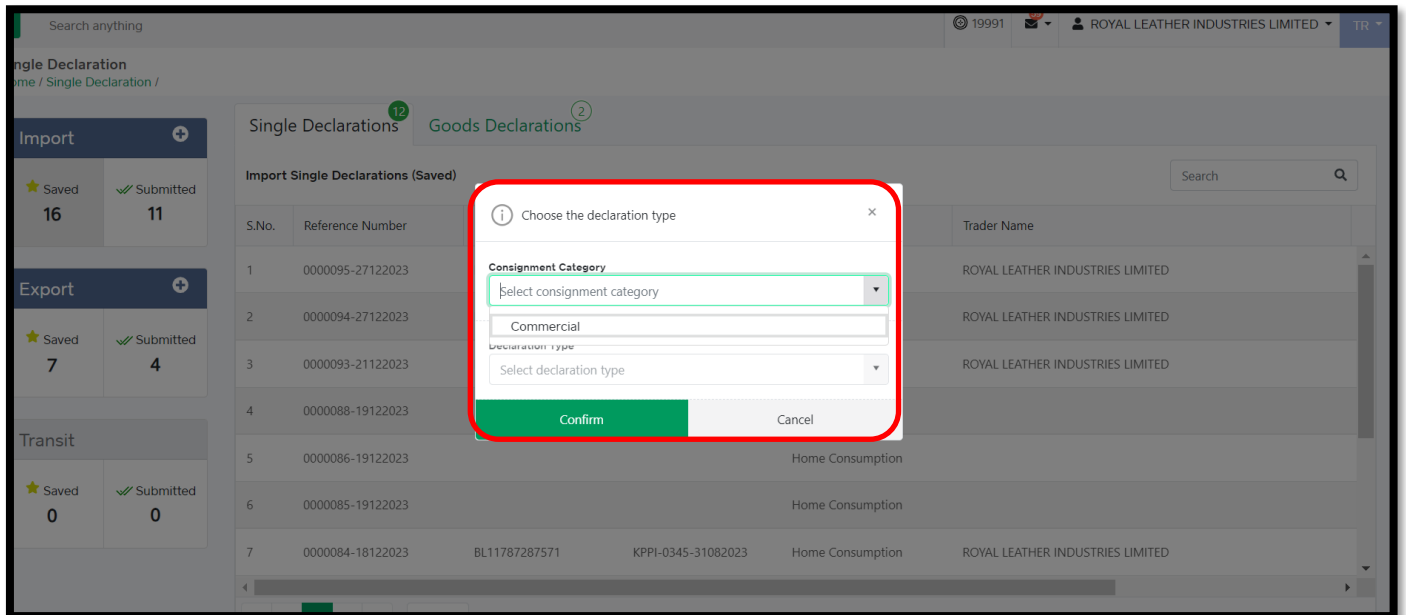 Search anything
19991
ROYAL LEATHER INDUSTRIES LIMITED
TR
ngle Declaration
ome / Single Declaration /
Import
Saved
Submitted
16
11
Export
Saved
Submitted
7
4
Transit
Saved
Submitted
0
0
Single Declarations 12
Goods Declarations 2
Import Single Declarations (Saved)
Search
S.No. Reference Number Trader Name
1 0000095-27122023 ROYAL LEATHER INDUSTRIES LIMITED
2 0000094-27122023 ROYAL LEATHER INDUSTRIES LIMITED
3 0000093-21122023 ROYAL LEATHER INDUSTRIES LIMITED
4 0000088-19122023
5 0000086-19122023 Home Consumption
6 0000085-19122023 Home Consumption
7 0000084-18122023 BL11787287571 KPPI-0345-31082023 Home Consumption ROYAL LEATHER INDUSTRIES LIMITED
Choose the declaration type
×
Consignment Category
Select consignment category
Commercial
Declaration Type
Select declaration type
Confirm
Cancel